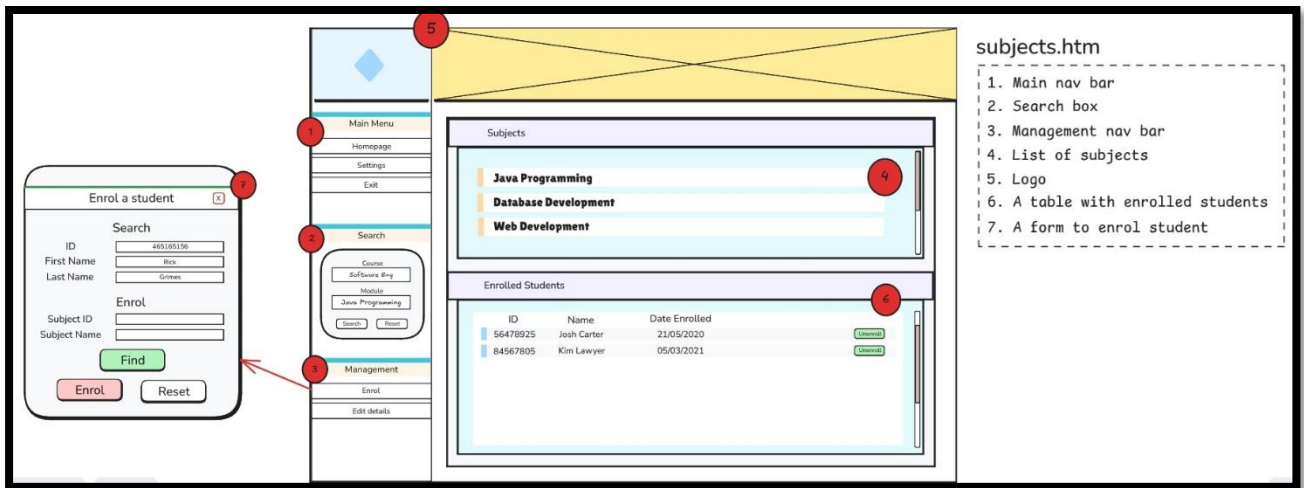 5
subjects.htm
1. Main nav bar
2. Search box
3. Management nav bar
4. List of subjects
5. Logo
6. A table with enrolled students
7. A form to enrol student
1
Main Menu
Homepage
Settings
Exit
2
Search
Course
Software Eng
Module
Java Programming
Search Reset
3
Management
Enrol
Edit details
Subjects
4
Java Programming
Database Development
Web Development
Enrolled Students
6
ID Name Date Enrolled
56478925 Josh Carter 21/05/2020 Unenroll
84567805 Kim Lawyer 05/03/2021 Unenroll
7
Enrol a student X
Search
ID 465165156
First Name Rick
Last Name Grimes
Enrol
Subject ID
Subject Name
Find
Enrol Reset